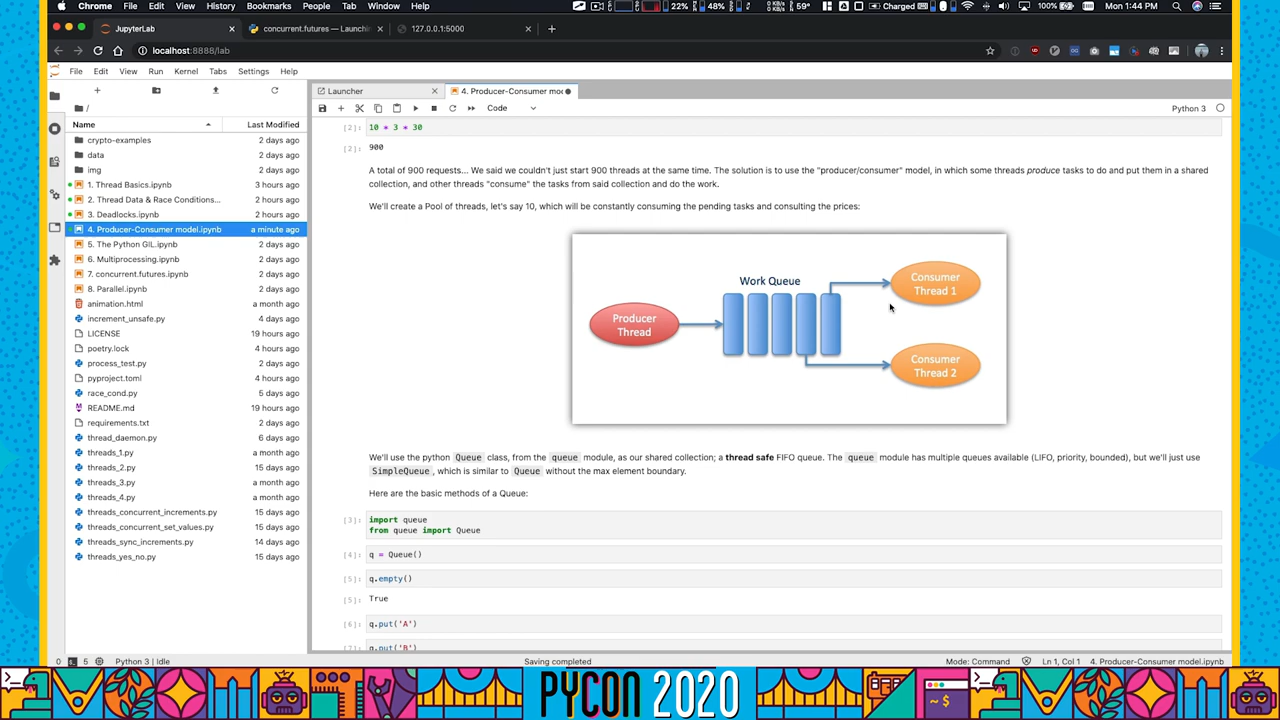 Chrome File Edit View History Bookmarks People Tab Window Help
22% 48% 59° Charged 100% Mon 1:44 PM
JupyterLab
concurrent.futures — Launchin
127.0.0.1:5000
localhost:8888/lab
File Edit View Run Kernel Tabs Settings Help
Launcher
4. Producer-Consumer mo
Code
Python 3
/
Name Last Modified
crypto-examples 2 days ago
data 2 days ago
img 2 days ago
1. Thread Basics.ipynb 3 hours ago
2. Thread Data & Race Conditions... 2 hours ago
3. Deadlocks.ipynb 2 hours ago
4. Producer-Consumer model.ipynb a minute ago
5. The Python GIL.ipynb 2 days ago
6. Multiprocessing.ipynb 2 days ago
7. concurrent.futures.ipynb 2 days ago
8. Parallel.ipynb 2 days ago
animation.html a month ago
increment_unsafe.py 4 days ago
LICENSE 19 hours ago
poetry.lock 4 hours ago
process_test.py 2 days ago
pyproject.toml 4 hours ago
race_cond.py 5 days ago
README.md 19 hours ago
requirements.txt 2 days ago
thread_daemon.py 6 days ago
threads_1.py a month ago
threads_2.py 15 days ago
threads_3.py a month ago
threads_4.py a month ago
threads_concurrent_increments.py 15 days ago
threads_concurrent_set_values.py 15 days ago
threads_sync_increments.py 14 days ago
threads_yes_no.py 15 days ago
[2]: 10 * 3 * 30
[2]: 900
A total of 900 requests... We said we couldn't just start 900 threads at the same time. The solution is to use the "producer/consumer" model, in which some threads produce tasks to do and put them in a shared
collection, and other threads "consume" the tasks from said collection and do the work.
We'll create a Pool of threads, let's say 10, which will be constantly consuming the pending tasks and consulting the prices:
Work Queue
Producer
Thread
Consumer
Thread 1
Consumer
Thread 2
We'll use the python Queue class, from the queue module, as our shared collection; a thread safe FIFO queue. The queue module has multiple queues available (LIFO, priority, bounded), but we'll just use
SimpleQueue , which is similar to Queue without the max element boundary.
Here are the basic methods of a Queue:
[3]: import queue
from queue import Queue
[4]: q = Queue()
[5]: q.empty()
[5]: True
[6]: q.put('A')
[7]: q.put('B')
0 5 Python 3 | Idle
Saving completed
Mode: Command Ln 1, Col 1 4. Producer-Consumer model.ipynb
PYCON 2020
~ $